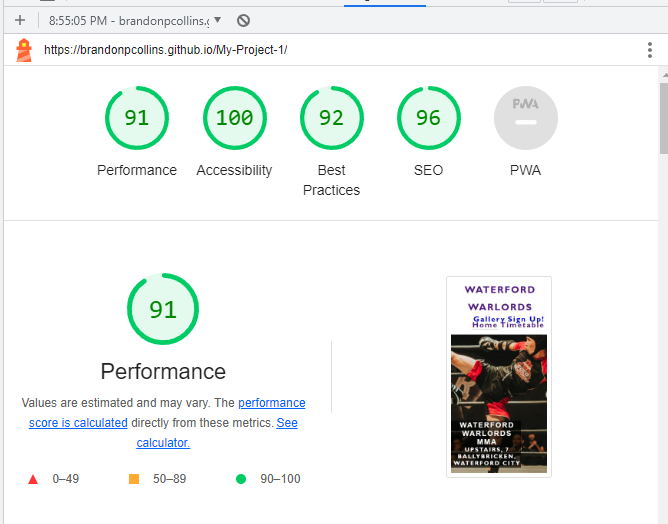 8:55:05 PM - brandonpcollins.g
https://brandonpcollins.github.io/My-Project-1/
91
100
92
96
PWA
Performance
Accessibility
Best
Practices
SEO
PWA
91
Performance
Values are estimated and may vary. The performance
score is calculated directly from these metrics. See
calculator.
0–49
50–89
90–100
WATERFORD
WARLORDS
Gallery Sign Up!
Home Timetable
WATERFORD
WARLORDS
MMA
UPSTAIRS, 7
BALLYBRICKEN,
WATERFORD CITY